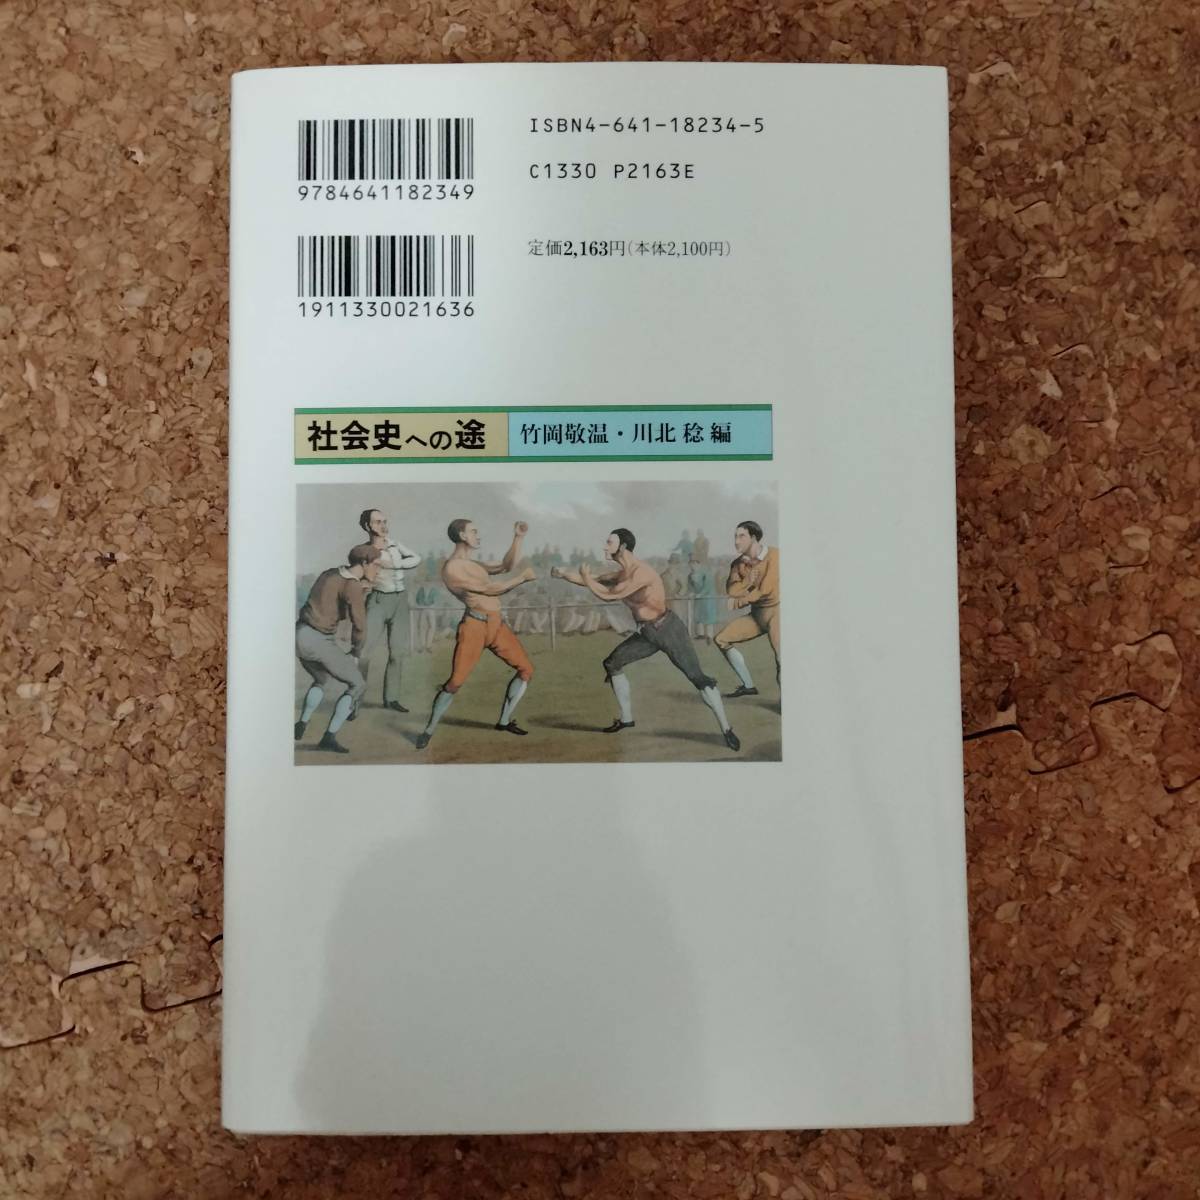 ISBN4-641-18234-5
9784641182349
C1330 P2163E
定価2,163円(本体2,100円)
1911330021636
社会史への途 竹岡敬温・川北 稔 編